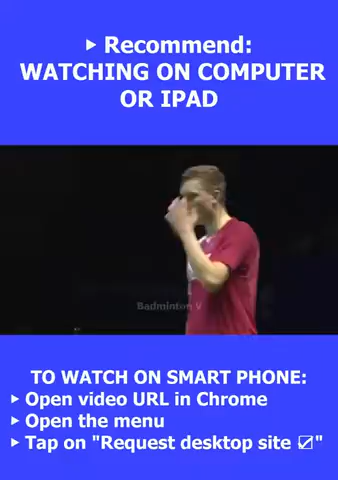 ▶ Recommend:
WATCHING ON COMPUTER
OR IPAD
Badminton V
TO WATCH ON SMART PHONE:
▶ Open video URL in Chrome
▶ Open the menu
▶ Tap on "Request desktop site ☑"